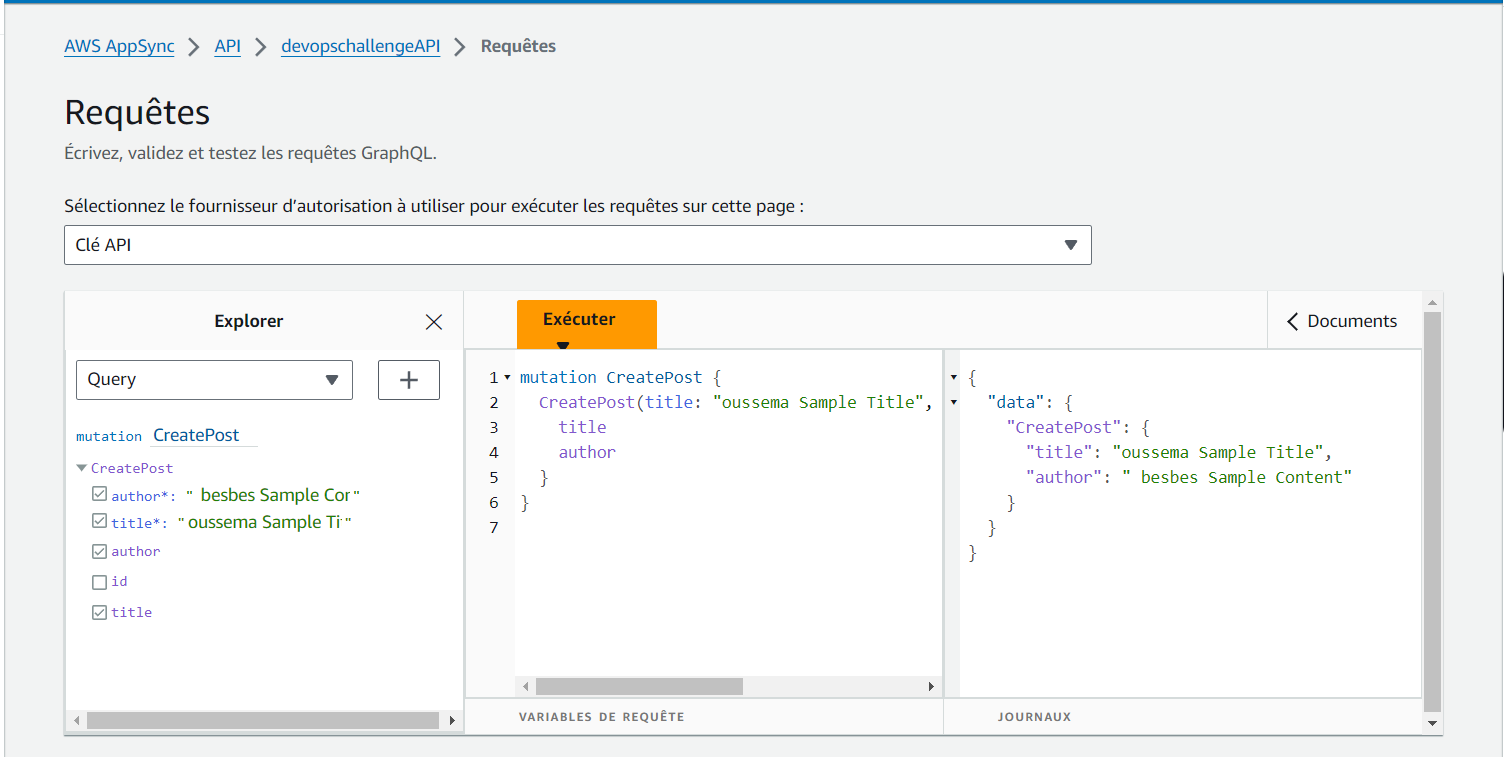 AWS AppSync > API > devopschallengeAPI > Requêtes
Requêtes
Écrivez, validez et testez les requêtes GraphQL.
Sélectionnez le fournisseur d'autorisation à utiliser pour exécuter les requêtes sur cette page :
Clé API
Explorer
Query
mutation CreatePost
CreatePost
author*: " besbes Sample Cor"
title*: "oussema Sample Ti"
author
id
title
Exécuter
1 mutation CreatePost {
2 CreatePost(title: "oussema Sample Title",
3 title
4 author
5 }
6 }
7
Documents
{
"data": {
"CreatePost": {
"title": "oussema Sample Title",
"author": " besbes Sample Content"
}
}
}
VARIABLES DE REQUÊTE
JOURNAUX